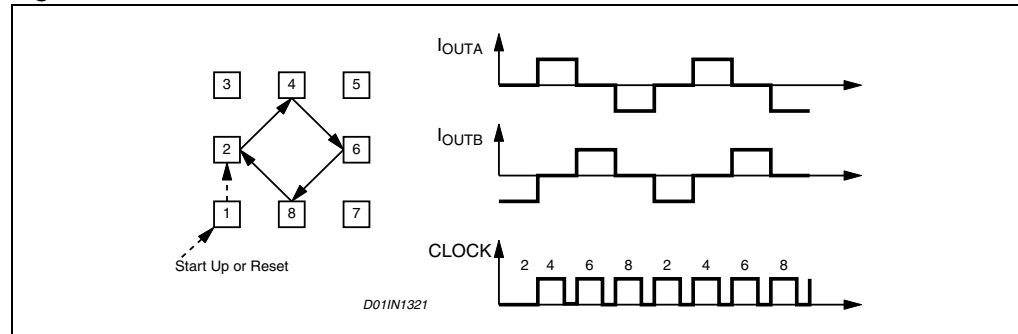 3 4 5
2 6
1 8 7
Start Up or Reset
D01IN1321
IOUTA
IOUTB
CLOCK
2 4 6 8 2 4 6 8